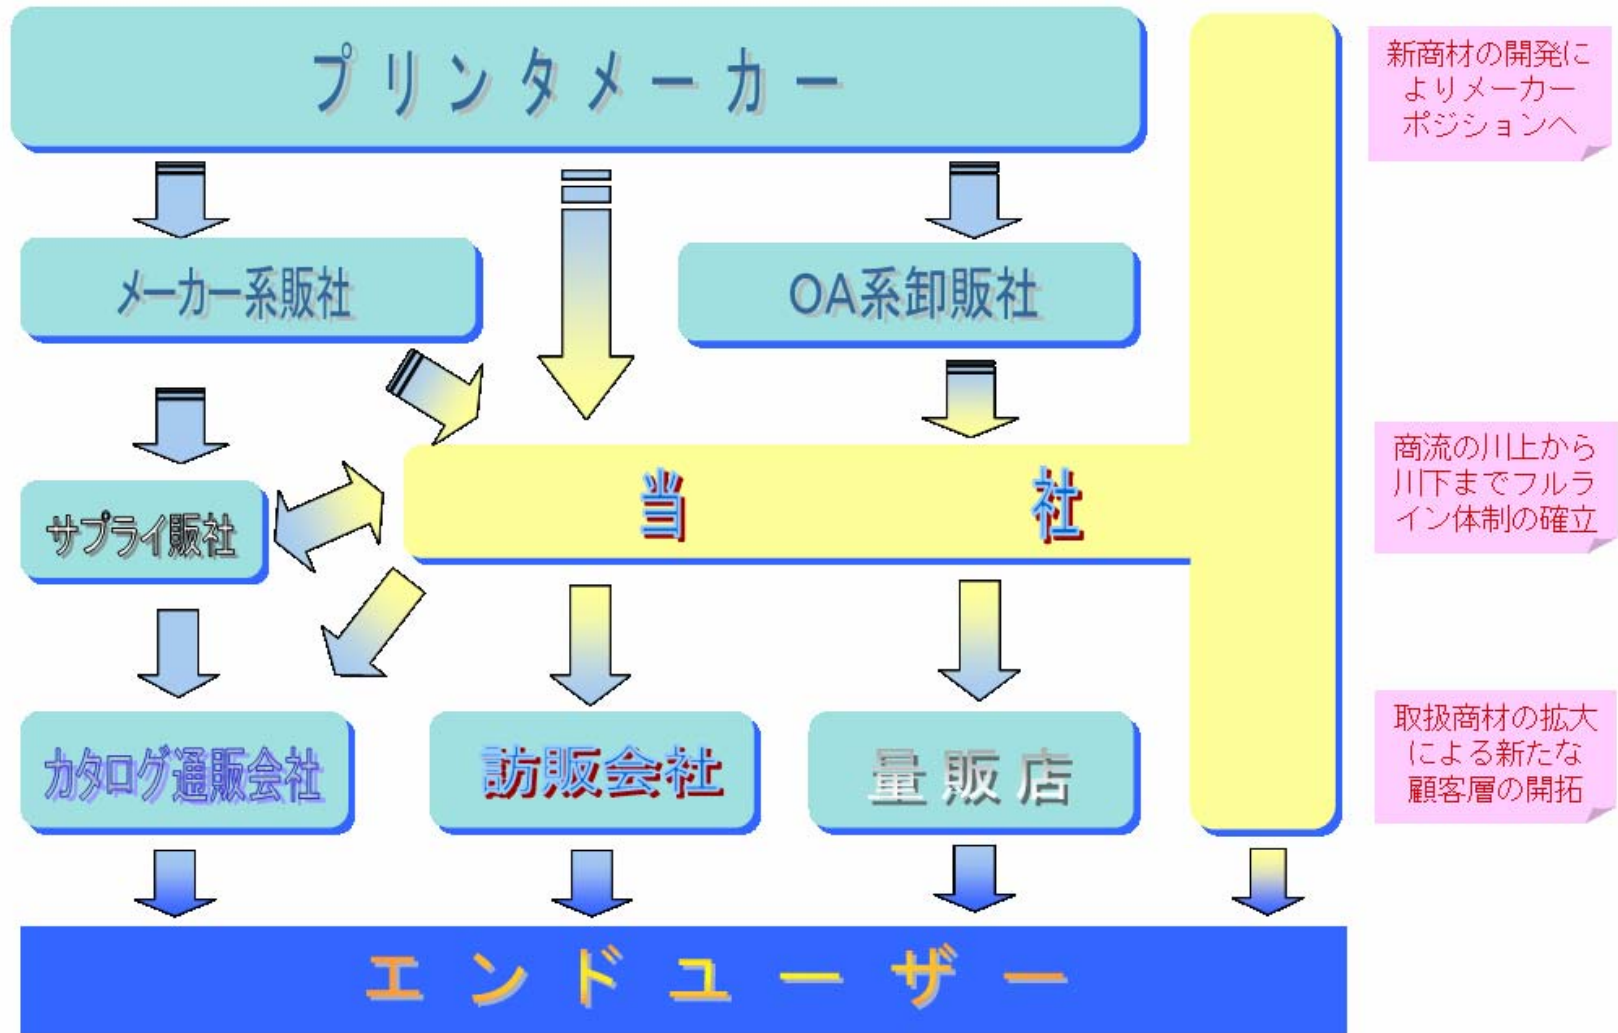 プリンタメーカー
新商材の開発に
よりメーカー
ポジションへ
メーカー系販社
OA系卸販社
当社
商流の川上から
川下までフルラ
イン体制の確立
サプライ販社
カタログ通販会社
訪販会社
量販店
取扱商材の拡大
による新たな
顧客層の開拓
エンドユーザー